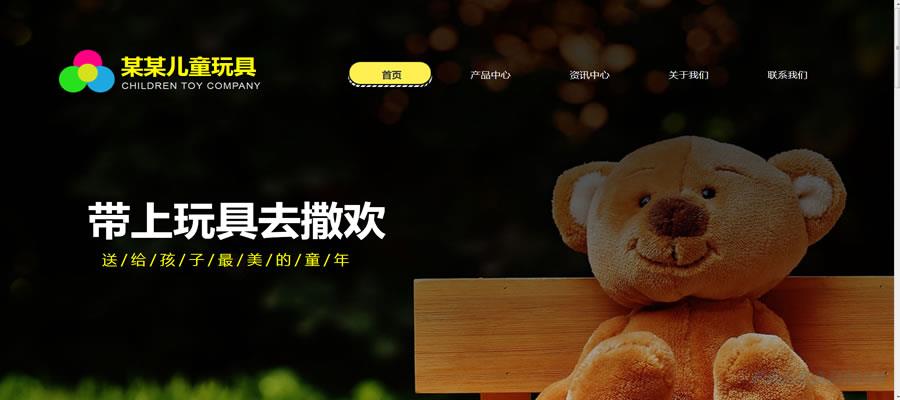 某某儿童玩具
CHILDREN TOY COMPANY
首页 产品中心 资讯中心 关于我们 联系我们
带上玩具去撒欢
送/给/孩/子/最/美/的/童/年